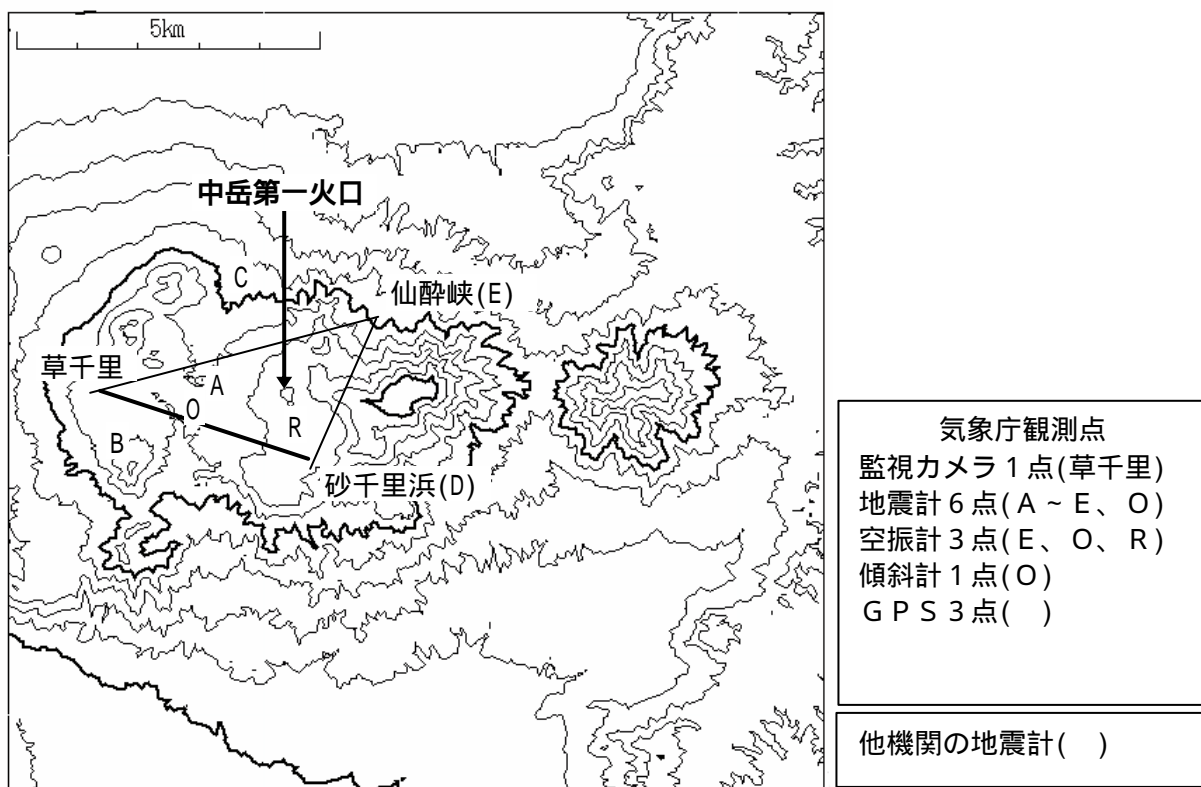 5km
中岳第一火口
C
仙酔峡(E)
草千里
A
O
R
B
砂千里浜(D)
気象庁観測点
監視カメラ1点(草千里)
地震計6点(A~E、O)
空振計3点(E、O、R)
傾斜計1点(O)
GPS3点( )
他機関の地震計( )